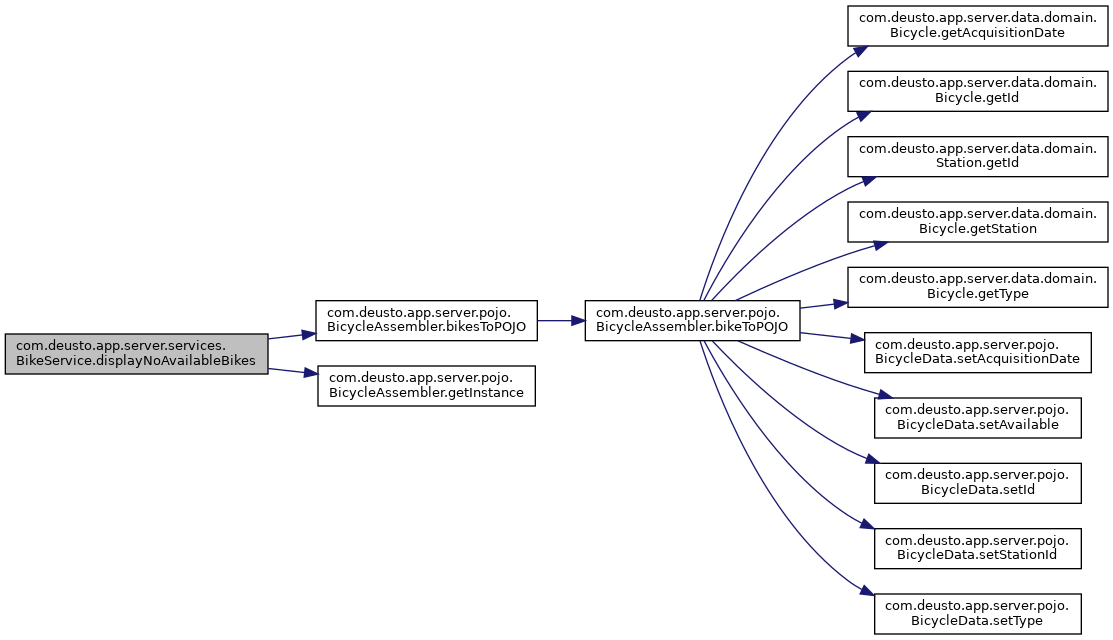 com.deusto.app.server.services.
BikeService.displayNoAvailableBikes
com.deusto.app.server.pojo.
BicycleAssembler.bikesToPOJO
com.deusto.app.server.pojo.
BicycleAssembler.getInstance
com.deusto.app.server.pojo.
BicycleAssembler.bikeToPOJO
com.deusto.app.server.data.domain.
Bicycle.getAcquisitionDate
com.deusto.app.server.data.domain.
Bicycle.getId
com.deusto.app.server.data.domain.
Station.getId
com.deusto.app.server.data.domain.
Bicycle.getStation
com.deusto.app.server.data.domain.
Bicycle.getType
com.deusto.app.server.pojo.
BicycleData.setAcquisitionDate
com.deusto.app.server.pojo.
BicycleData.setAvailable
com.deusto.app.server.pojo.
BicycleData.setId
com.deusto.app.server.pojo.
BicycleData.setStationId
com.deusto.app.server.pojo.
BicycleData.setType